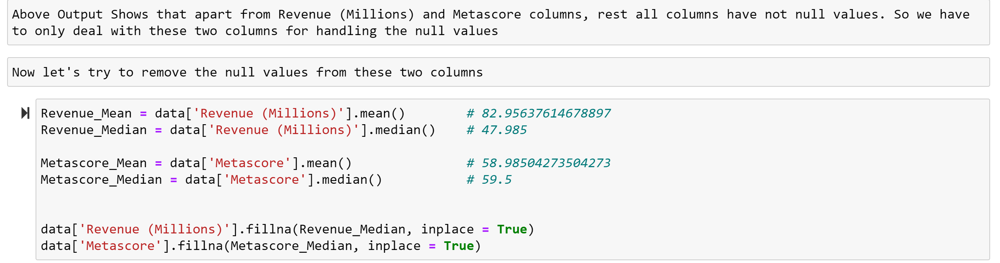 Above Output Shows that apart from Revenue (Millions) and Metascore columns, rest all columns have not null values. So we have
to only deal with these two columns for handling the null values
Now let's try to remove the null values from these two columns
Revenue_Mean = data['Revenue (Millions)'].mean()        # 82.95637614678897
Revenue_Median = data['Revenue (Millions)'].median()    # 47.985
Metascore_Mean = data['Metascore'].mean()               # 58.98504273504273
Metascore_Median = data['Metascore'].median()           # 59.5
data['Revenue (Millions)'].fillna(Revenue_Median, inplace = True)
data['Metascore'].fillna(Metascore_Median, inplace = True)